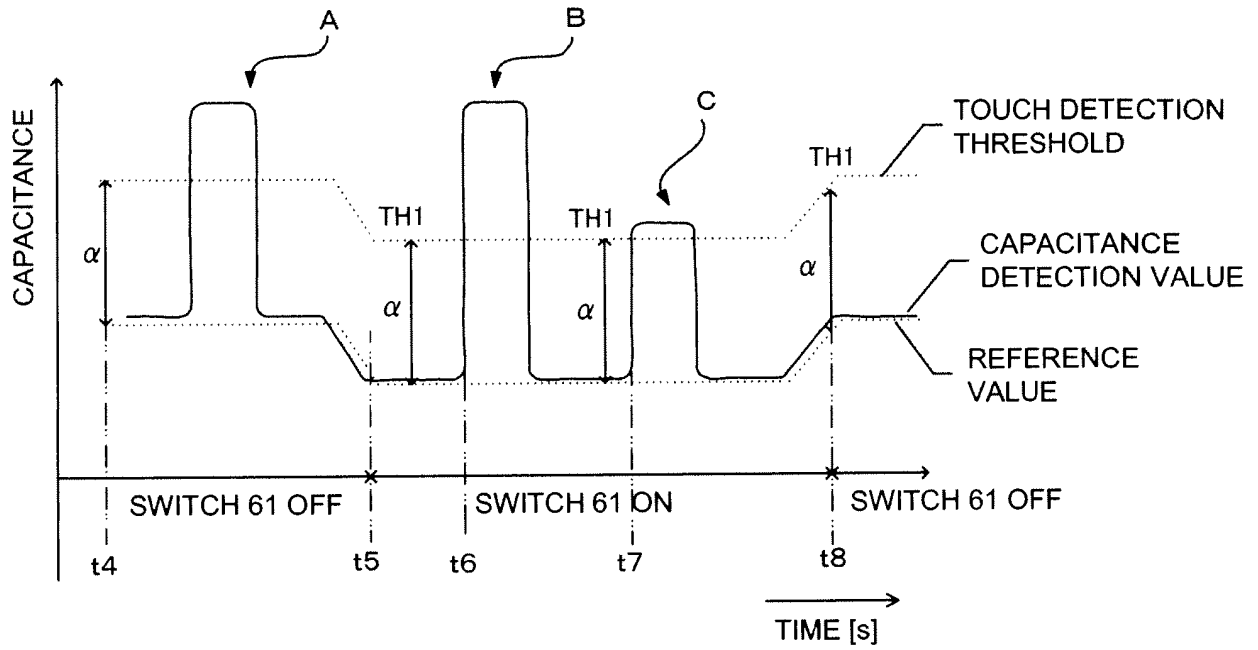 A
B
C
CAPACITANCE
TOUCH DETECTION
THRESHOLD
TH1
TH1
TH1
α
α
α
α
CAPACITANCE
DETECTION VALUE
REFERENCE
VALUE
SWITCH 61 OFF
SWITCH 61 ON
SWITCH 61 OFF
t4
t5
t6
t7
t8
TIME [s]